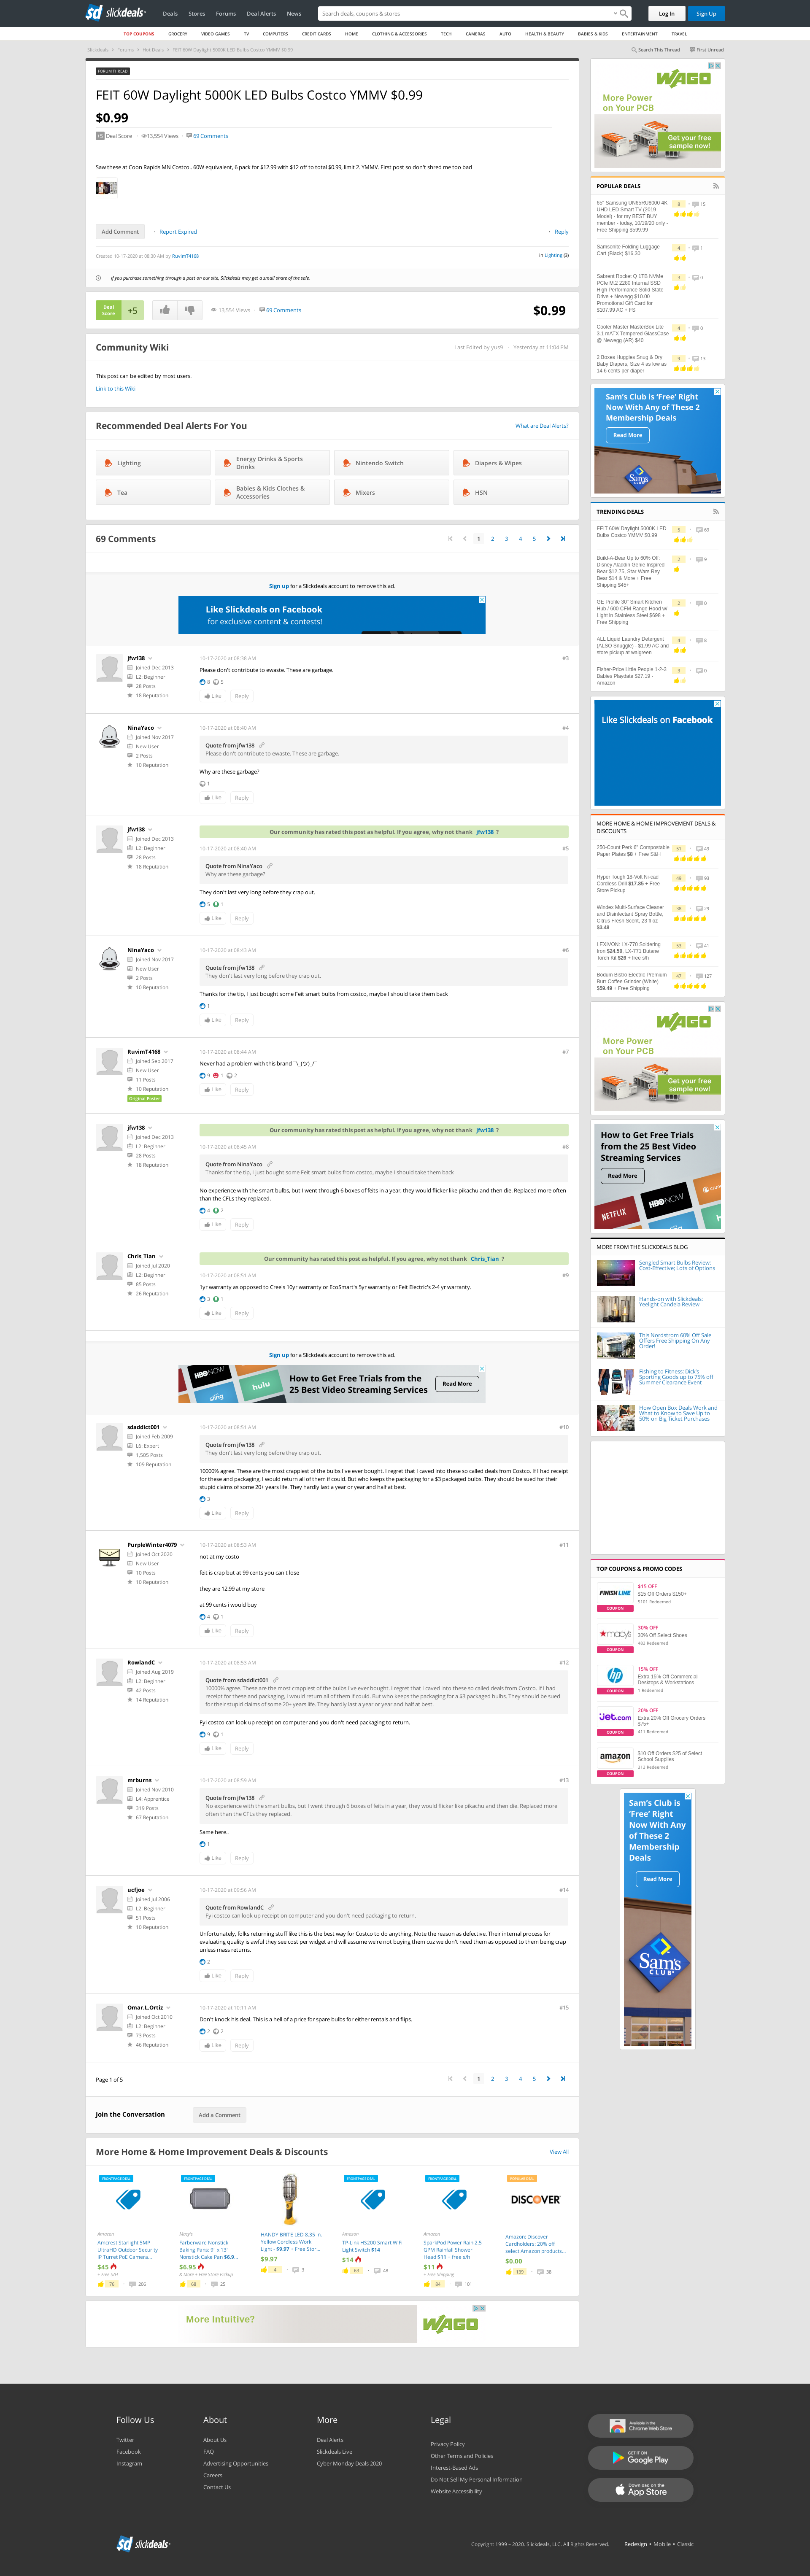 slickdeals
Deals Stores Forums Deal Alerts News
Search deals, coupons & stores
Log In Sign Up
TOP COUPONS GROCERY VIDEO GAMES TV COMPUTERS CREDIT CARDS HOME CLOTHING & ACCESSORIES TECH CAMERAS AUTO HEALTH & BEAUTY BABIES & KIDS ENTERTAINMENT TRAVEL
Slickdeals Forums Hot Deals FEIT 60W Daylight 5000K LED Bulbs Costco YMMV $0.99
Search This Thread First Unread
FORUM THREAD
FEIT 60W Daylight 5000K LED Bulbs Costco YMMV $0.99
$0.99
+5 Deal Score 13,554 Views 69 Comments
Saw these at Coon Rapids MN Costco.. 60W equivalent, 6 pack for $12.99 with $12 off to total $0.99, limit 2. YMMV. First post so don't shred me too bad
Add Comment Report Expired Reply
Created 10-17-2020 at 08:30 AM by RuvimT4168
in Lighting (3)
If you purchase something through a post on our site, Slickdeals may get a small share of the sale.
Deal Score +5
13,554 Views 69 Comments
$0.99
Community Wiki
Last Edited by yus9 Yesterday at 11:04 PM
This post can be edited by most users.
Link to this Wiki
Recommended Deal Alerts For You
What are Deal Alerts?
Lighting
Energy Drinks & Sports Drinks
Nintendo Switch
Diapers & Wipes
Tea
Babies & Kids Clothes & Accessories
Mixers
HSN
69 Comments
1 2 3 4 5
Sign up for a Slickdeals account to remove this ad.
Like Slickdeals on Facebook
for exclusive content & contests!
jfw138
Joined Dec 2013
L2: Beginner
28 Posts
18 Reputation
10-17-2020 at 08:38 AM
#3
Please don't contribute to ewaste. These are garbage.
8 5
Like Reply
NinaYaco
Joined Nov 2017
New User
2 Posts
10 Reputation
10-17-2020 at 08:40 AM
#4
Quote from jfw138
Please don't contribute to ewaste. These are garbage.
Why are these garbage?
1
Like Reply
jfw138
Joined Dec 2013
L2: Beginner
28 Posts
18 Reputation
Our community has rated this post as helpful. If you agree, why not thank jfw138 ?
10-17-2020 at 08:40 AM
#5
Quote from NinaYaco
Why are these garbage?
They don't last very long before they crap out.
5 1
Like Reply
NinaYaco
Joined Nov 2017
New User
2 Posts
10 Reputation
10-17-2020 at 08:43 AM
#6
Quote from jfw138
They don't last very long before they crap out.
Thanks for the tip, I just bought some Feit smart bulbs from costco, maybe I should take them back
1
Like Reply
RuvimT4168
Joined Sep 2017
New User
11 Posts
10 Reputation
Original Poster
10-17-2020 at 08:44 AM
#7
Never had a problem with this brand ¯\_(ツ)_/¯
9 1 2
Like Reply
jfw138
Joined Dec 2013
L2: Beginner
28 Posts
18 Reputation
Our community has rated this post as helpful. If you agree, why not thank jfw138 ?
10-17-2020 at 08:45 AM
#8
Quote from NinaYaco
Thanks for the tip, I just bought some Feit smart bulbs from costco, maybe I should take them back
No experience with the smart bulbs, but I went through 6 boxes of feits in a year, they would flicker like pikachu and then die. Replaced more often than the CFLs they replaced.
4 2
Like Reply
Chris_Tian
Joined Jul 2020
L2: Beginner
85 Posts
26 Reputation
Our community has rated this post as helpful. If you agree, why not thank Chris_Tian ?
10-17-2020 at 08:51 AM
#9
1yr warranty as opposed to Cree's 10yr warranty or EcoSmart's 5yr warranty or Feit Electric's 2-4 yr warranty.
3 1
Like Reply
Sign up for a Slickdeals account to remove this ad.
HBO NOW sling hulu
How to Get Free Trials from the 25 Best Video Streaming Services
Read More
sdaddict001
Joined Feb 2009
L6: Expert
1,505 Posts
109 Reputation
10-17-2020 at 08:51 AM
#10
Quote from jfw138
They don't last very long before they crap out.
10000% agree. These are the most crappiest of the bulbs I've ever bought. I regret that I caved into these so called deals from Costco. If I had receipt for these and packaging, I would return all of them if could. But who keeps the packaging for a $3 packaged bulbs. They should be sued for their stupid claims of some 20+ years life. They hardly last a year or year and half at best.
3
Like Reply
PurpleWinter4079
Joined Oct 2020
New User
10 Posts
10 Reputation
10-17-2020 at 08:53 AM
#11
not at my costo
feit is crap but at 99 cents you can't lose
they are 12.99 at my store
at 99 cents i would buy
4 1
Like Reply
RowlandC
Joined Aug 2019
L2: Beginner
42 Posts
14 Reputation
10-17-2020 at 08:53 AM
#12
Quote from sdaddict001
10000% agree. These are the most crappiest of the bulbs I've ever bought. I regret that I caved into these so called deals from Costco. If I had receipt for these and packaging, I would return all of them if could. But who keeps the packaging for a $3 packaged bulbs. They should be sued for their stupid claims of some 20+ years life. They hardly last a year or year and half at best.
Fyi costco can look up receipt on computer and you don't need packaging to return.
9 1
Like Reply
mrburns
Joined Nov 2010
L4: Apprentice
319 Posts
67 Reputation
10-17-2020 at 08:59 AM
#13
Quote from jfw138
No experience with the smart bulbs, but I went through 6 boxes of feits in a year, they would flicker like pikachu and then die. Replaced more often than the CFLs they replaced.
Same here..
1
Like Reply
ucfjoe
Joined Jul 2006
L2: Beginner
51 Posts
10 Reputation
10-17-2020 at 09:56 AM
#14
Quote from RowlandC
Fyi costco can look up receipt on computer and you don't need packaging to return.
Unfortunately, folks returning stuff like this is the best way for Costco to do anything. Note the reason as defective. Their internal process for evaluating quality is awful they see cost per widget and will assume we're not buying them cuz we don't need them as opposed to them being crap unless mass returns.
2
Like Reply
Omar.L.Ortiz
Joined Oct 2010
L2: Beginner
73 Posts
46 Reputation
10-17-2020 at 10:11 AM
#15
Don't knock his deal. This is a hell of a price for spare bulbs for either rentals and flips.
2 2
Like Reply
Page 1 of 5
1 2 3 4 5
Join the Conversation
Add a Comment
More Home & Home Improvement Deals & Discounts
View All
FRONTPAGE DEAL
Amazon
Amcrest Starlight 5MP UltraHD Outdoor Security IP Turret PoE Camera...
$45
+ Free S/H
76 206
FRONTPAGE DEAL
Macy's
Farberware Nonvstick Baking Pans: 9" x 13" Nonstick Cake Pan $6.9...
$6.95
& More + Free Store Pickup
68 25
HANDY BRITE LED 8.35 in. Yellow Cordless Work Light - $9.97 + Free Stor...
$9.97
4 3
FRONTPAGE DEAL
Amazon
TP-Link HS200 Smart WiFi Light Switch $14
$14
63 48
FRONTPAGE DEAL
Amazon
SparkPod Power Rain 2.5 GPM Rainfall Shower Head $11 + free s/h
$11
+ Free Shipping
84 101
POPULAR DEAL
DISCOVER
Amazon: Discover Cardholders: 20% off select Amazon products...
$0.00
139 38
More Intuitive?
WAGO
WAGO
More Power on Your PCB
Get your free sample now!
POPULAR DEALS
65" Samsung UN65RU8000 4K UHD LED Smart TV (2019 Model) - for my BEST BUY member - today, 10/19/20 only - Free Shipping $599.99
8 15
Samsonite Folding Luggage Cart (Black) $16.30
4 1
Sabrent Rocket Q 1TB NVMe PCIe M.2 2280 Internal SSD High Performance Solid State Drive + Newegg $10.00 Promotional Gift Card for $107.99 AC + FS
3 0
Cooler Master MasterBox Lite 3.1 mATX Tempered GlassCase @ Newegg (AR) $40
4 0
2 Boxes Huggies Snug & Dry Baby Diapers, Size 4 as low as 14.6 cents per diaper
9 13
Sam's Club is 'Free' Right Now With Any of These 2 Membership Deals
Read More
Sam's CLUB
TRENDING DEALS
FEIT 60W Daylight 5000K LED Bulbs Costco YMMV $0.99
5 69
Build-A-Bear Up to 60% Off: Disney Aladdin Genie Inspired Bear $12.75, Star Wars Rey Bear $14 & More + Free Shipping $45+
2 9
GE Profile 30" Smart Kitchen Hub / 600 CFM Range Hood w/ Light in Stainless Steel $698 + Free Shipping
2 0
ALL Liquid Laundry Detergent (ALSO Snuggle) - $1.99 AC and store pickup at walgreen
4 8
Fisher-Price Little People 1-2-3 Babies Playdate $27.19 - Amazon
3 0
Like Slickdeals on Facebook
MORE HOME & HOME IMPROVEMENT DEALS & DISCOUNTS
250-Count Perk 6" Compostable Paper Plates $8 + Free S&H
51 49
Hyper Tough 18-Volt Ni-cad Cordless Drill $17.85 + Free Store Pickup
49 93
Windex Multi-Surface Cleaner and Disinfectant Spray Bottle, Citrus Fresh Scent, 23 fl oz $3.48
38 20
LEXIVON: LX-770 Soldering Iron $24.50, LX-771 Butane Torch Kit $26 + free s/h
53 41
Bodum Bistro Electric Premium Burr Coffee Grinder (White) $59.49 + Free Shipping
47 127
WAGO
More Power on Your PCB
Get your free sample now!
How to Get Free Trials from the 25 Best Video Streaming Services
Read More
NETFLIX HBO NOW hulu
MORE FROM THE SLICKDEALS BLOG
Sengled Smart Bulbs Review: Cost-Effective; Lots of Options
Hands-on with Slickdeals: Yeelight Candela Review
This Nordstrom 60% Off Sale Offers Free Shipping On Any Order!
Fishing to Fitness: Dick's Sporting Goods up to 75% off Summer Clearance Event
How Open Box Deals Work and What to Know to Save Up to 50% on Big Ticket Purchases
TOP COUPONS & PROMO CODES
FINISH LINE
COUPON
$15 OFF
$15 Off Orders $150+
5151 Redeemed
macy's
COUPON
30% OFF
30% Off Select Shoes
482 Redeemed
hp
COUPON
15% OFF
Extra 15% Off Commercial Desktops & Workstations
1 Redeemed
jet.com
COUPON
20% OFF
Extra 20% Off Grocery Orders $75+
471 Redeemed
amazon
COUPON
$10 Off Orders $25 of Select School Supplies
313 Redeemed
Sam's Club is 'Free' Right Now With Any of These 2 Membership Deals
Read More
Sam's CLUB
Follow Us
Twitter
Facebook
Instagram
About
About Us
FAQ
Advertising Opportunities
Careers
Contact Us
More
Deal Alerts
Slickdeals Live
Cyber Monday Deals 2020
Legal
Privacy Policy
Other Terms and Policies
Interest-Based Ads
Do Not Sell My Personal Information
Website Accessibility
Available in the Chrome Web Store
GET IT ON Google Play
Download on the App Store
slickdeals
Copyright 1999 - 2020. Slickdeals, LLC. All Rights Reserved.
Redesign • Mobile • Classic